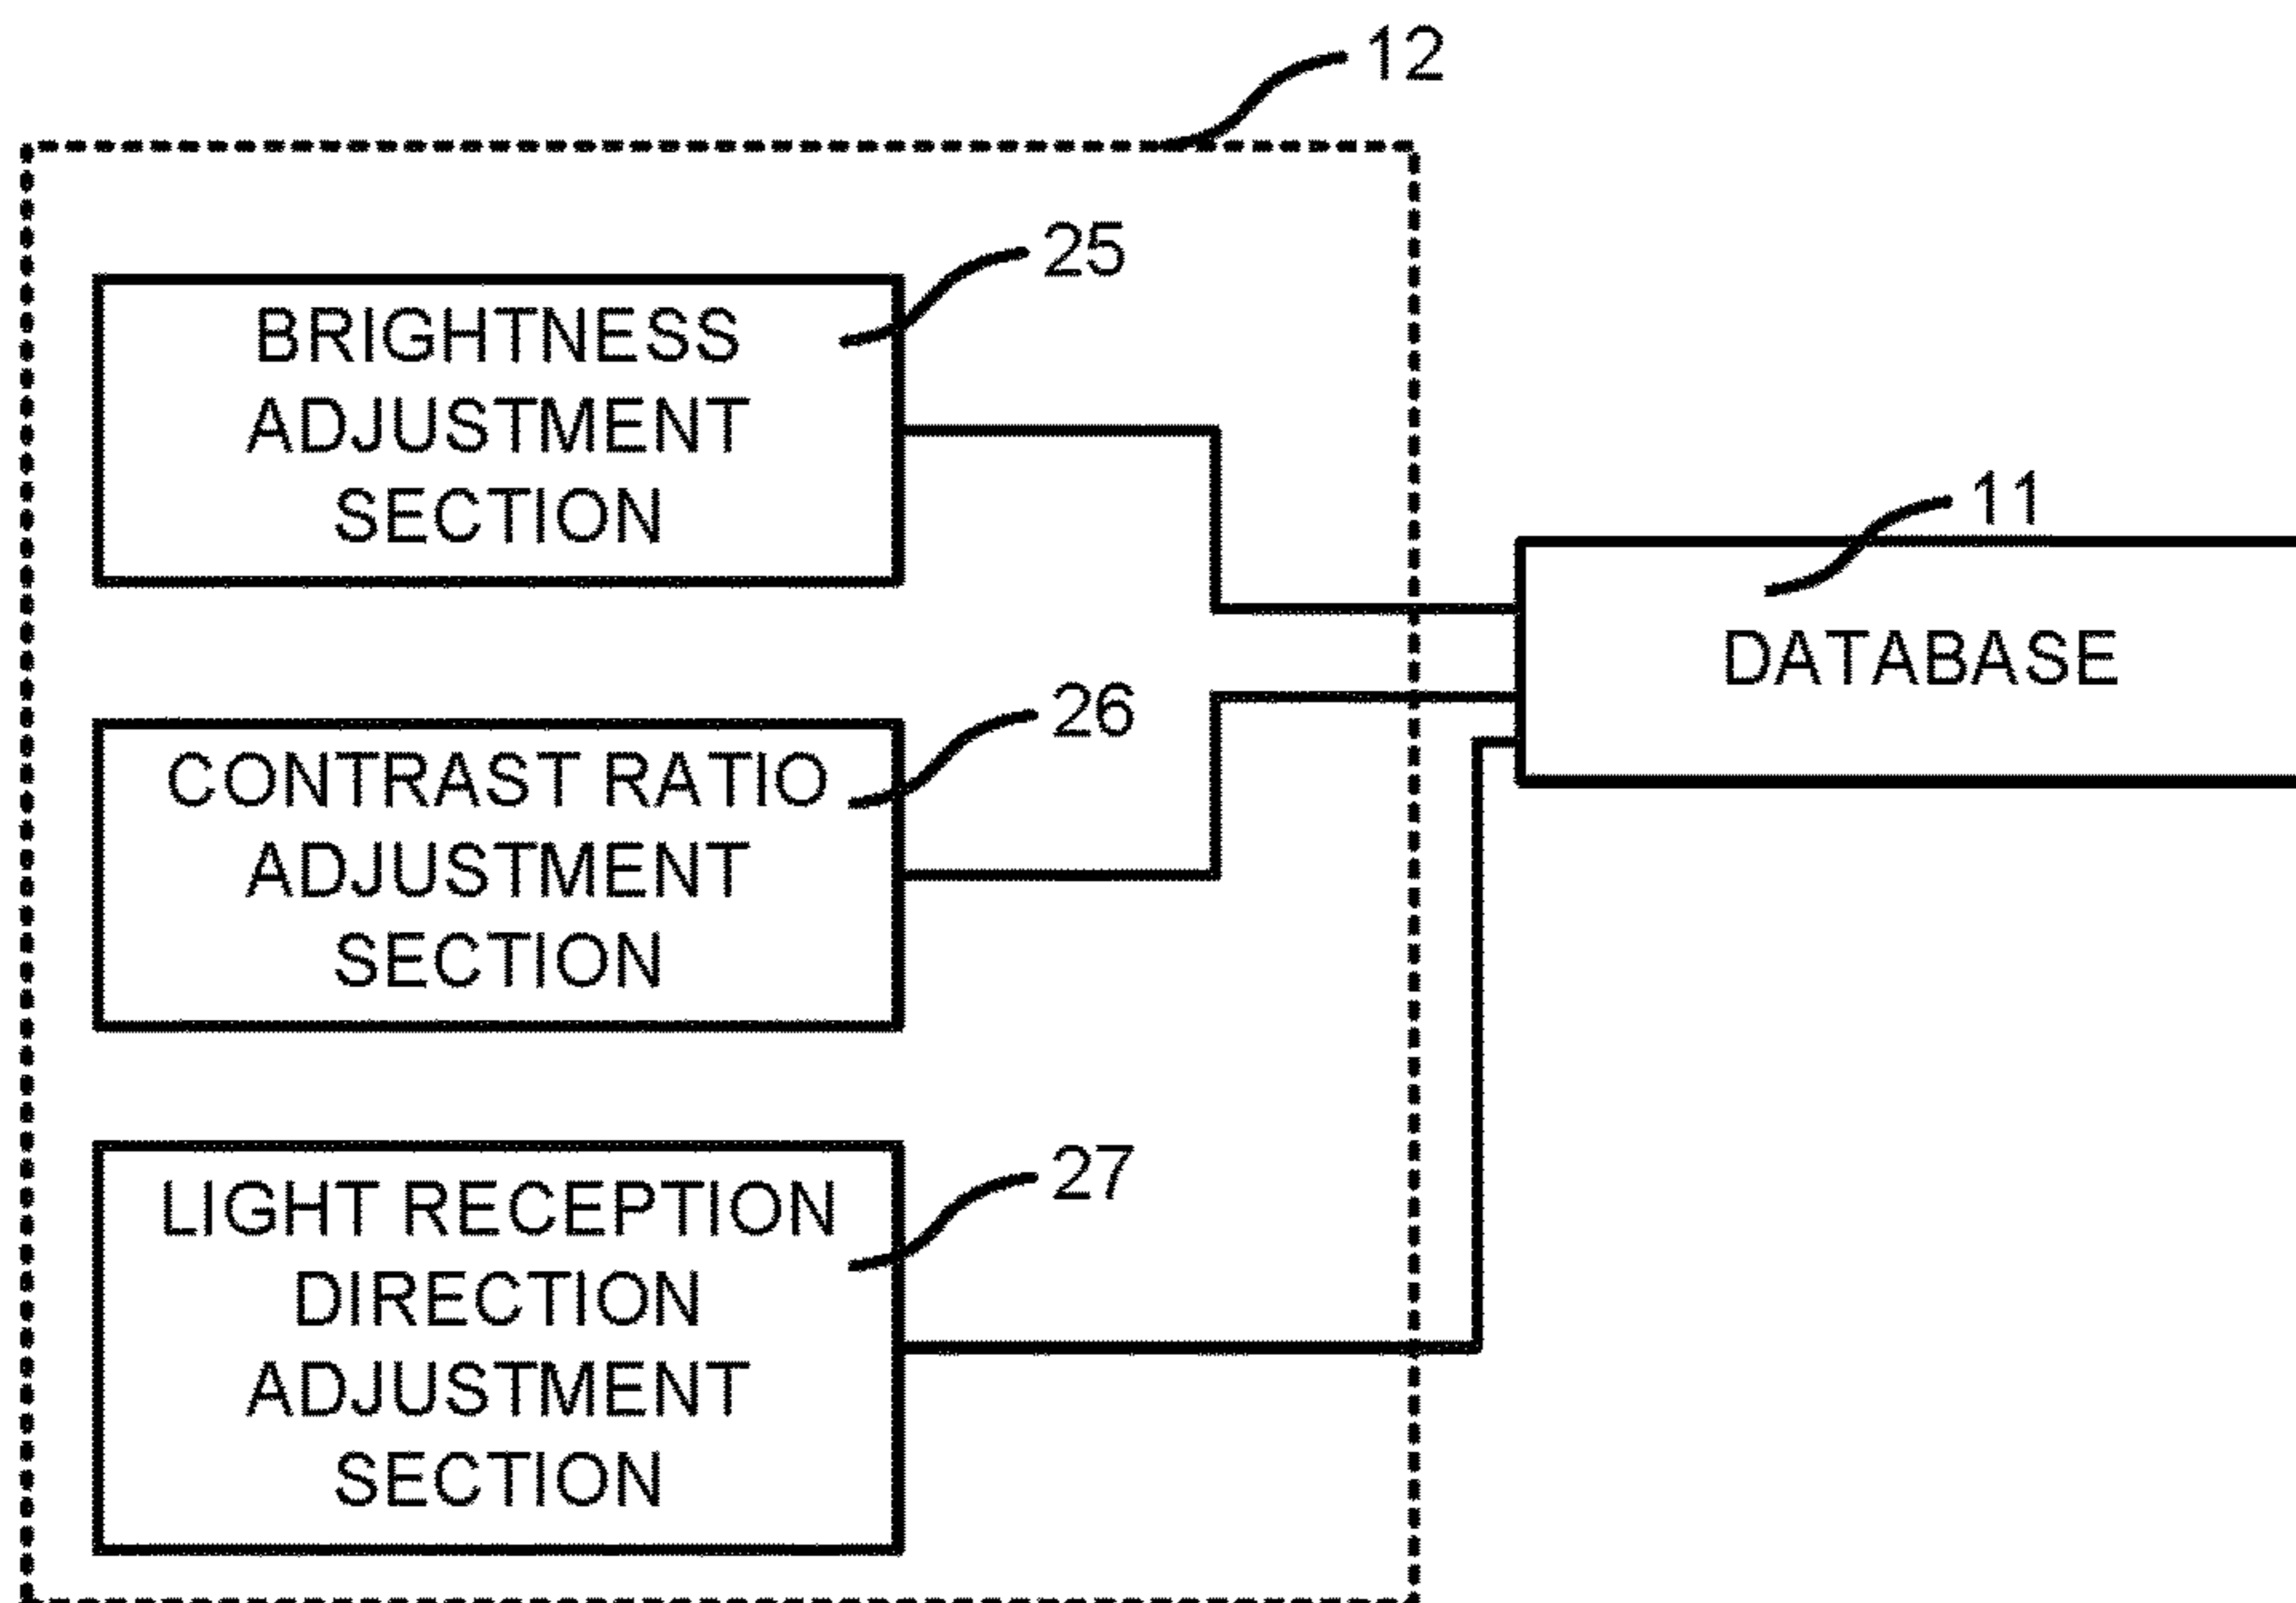 12
25
BRIGHTNESS
ADJUSTMENT
SECTION
11
DATABASE
26
CONTRAST RATIO
ADJUSTMENT
SECTION
27
LIGHT RECEPTION
DIRECTION
ADJUSTMENT
SECTION